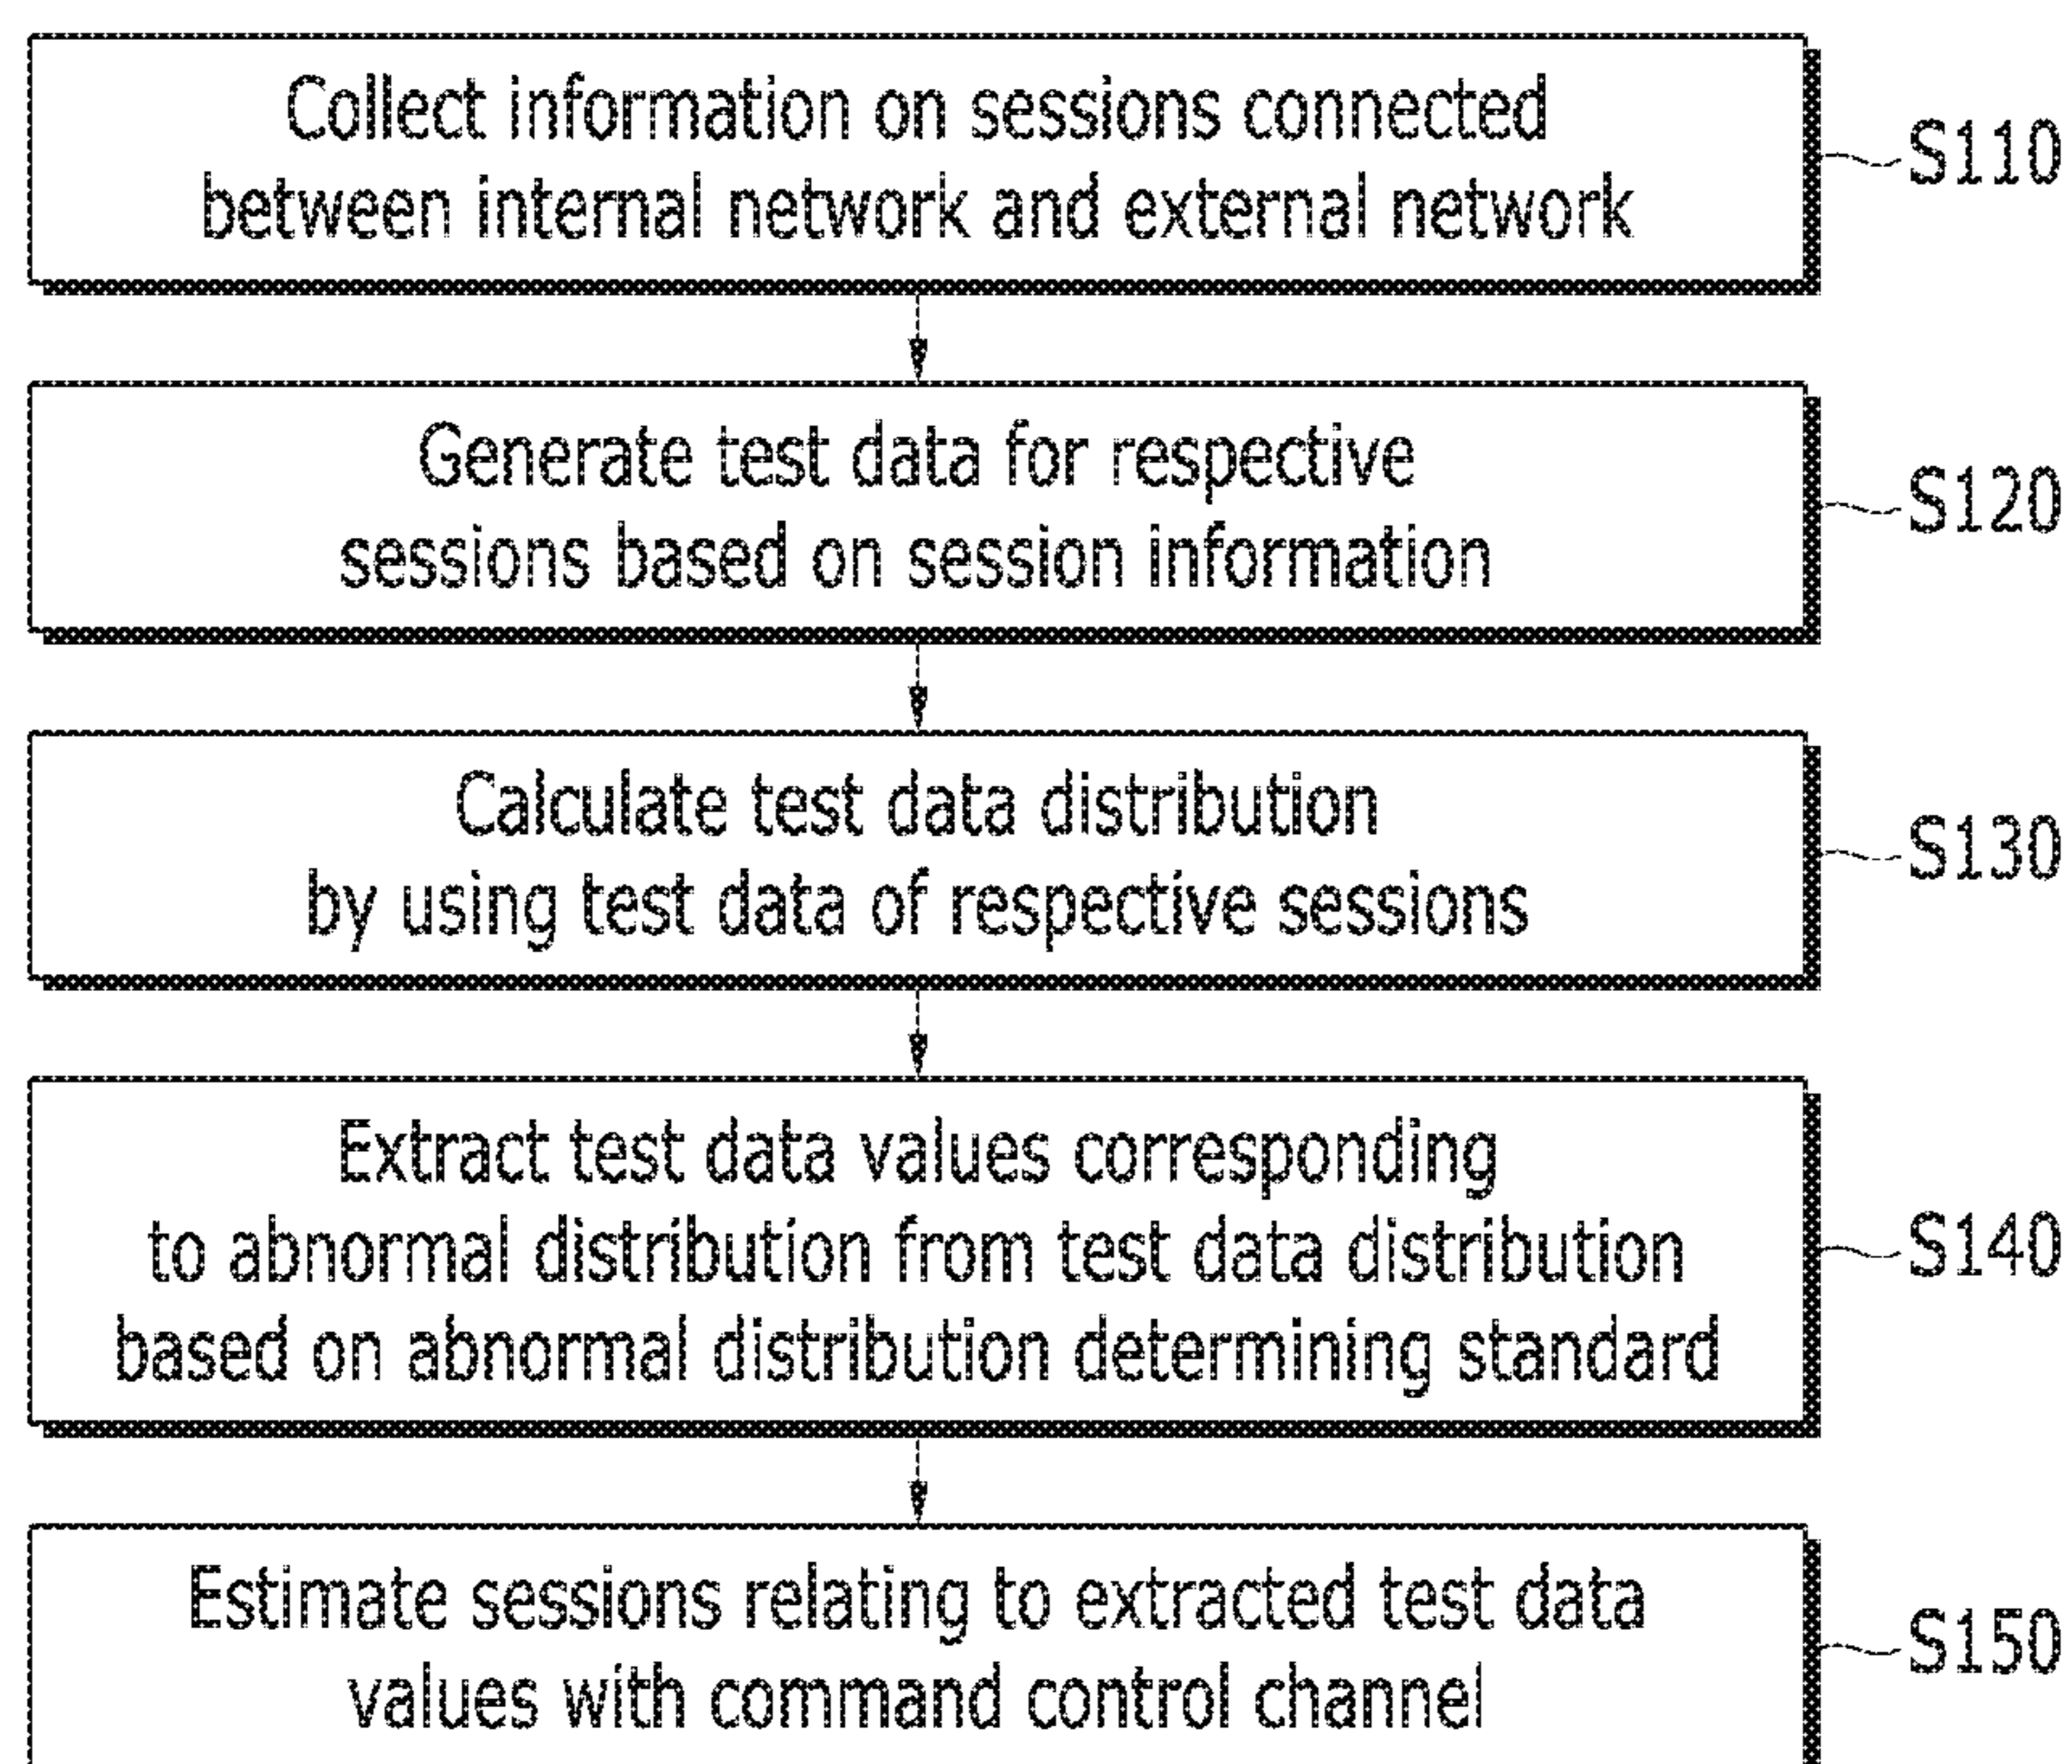 Collect information on sessions connected
between internal network and external network
S110
Generate test data for respective
sessions based on session information
S120
Calculate test data distribution
by using test data of respective sessions
S130
Extract test data values corresponding
to abnormal distribution from test data distribution
based on abnormal distribution determining standard
S140
Estimate sessions relating to extracted test data
values with command control channel
S150